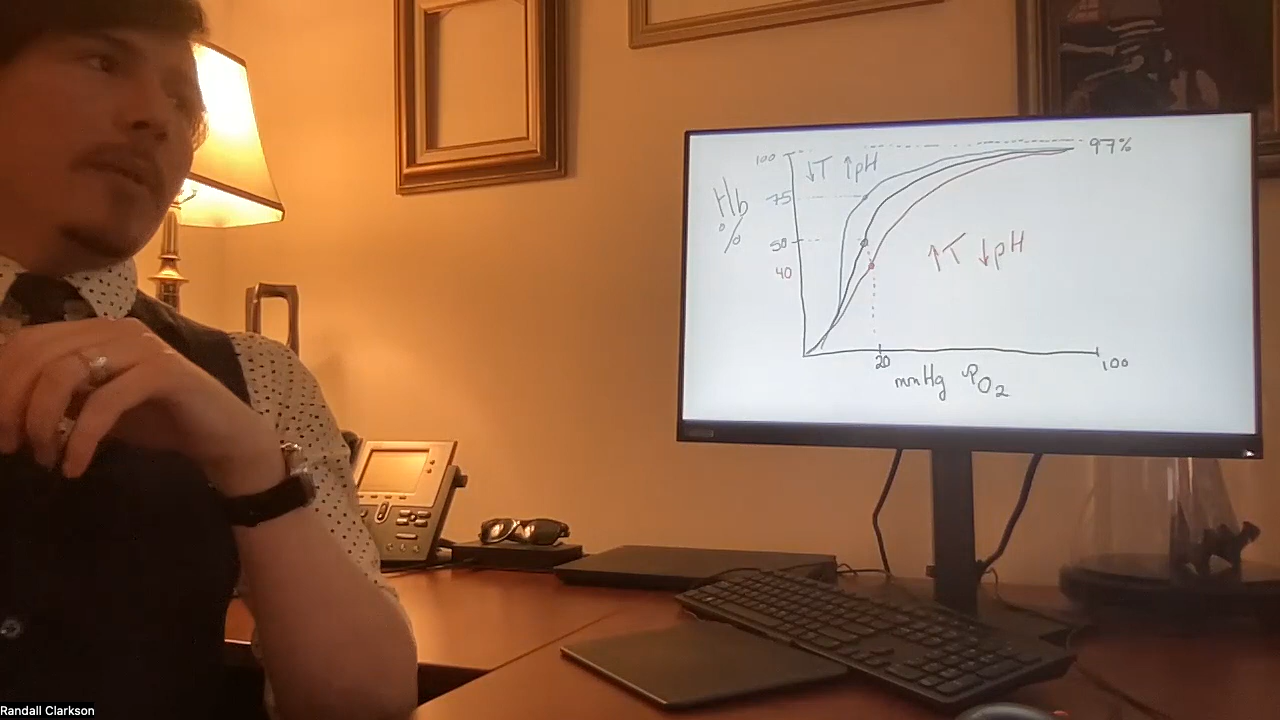 100
↓T ↑pH
97%
Hb
%
75
50
40
↑T ↓pH
20
100
mmHg PO2
Randall Clarkson